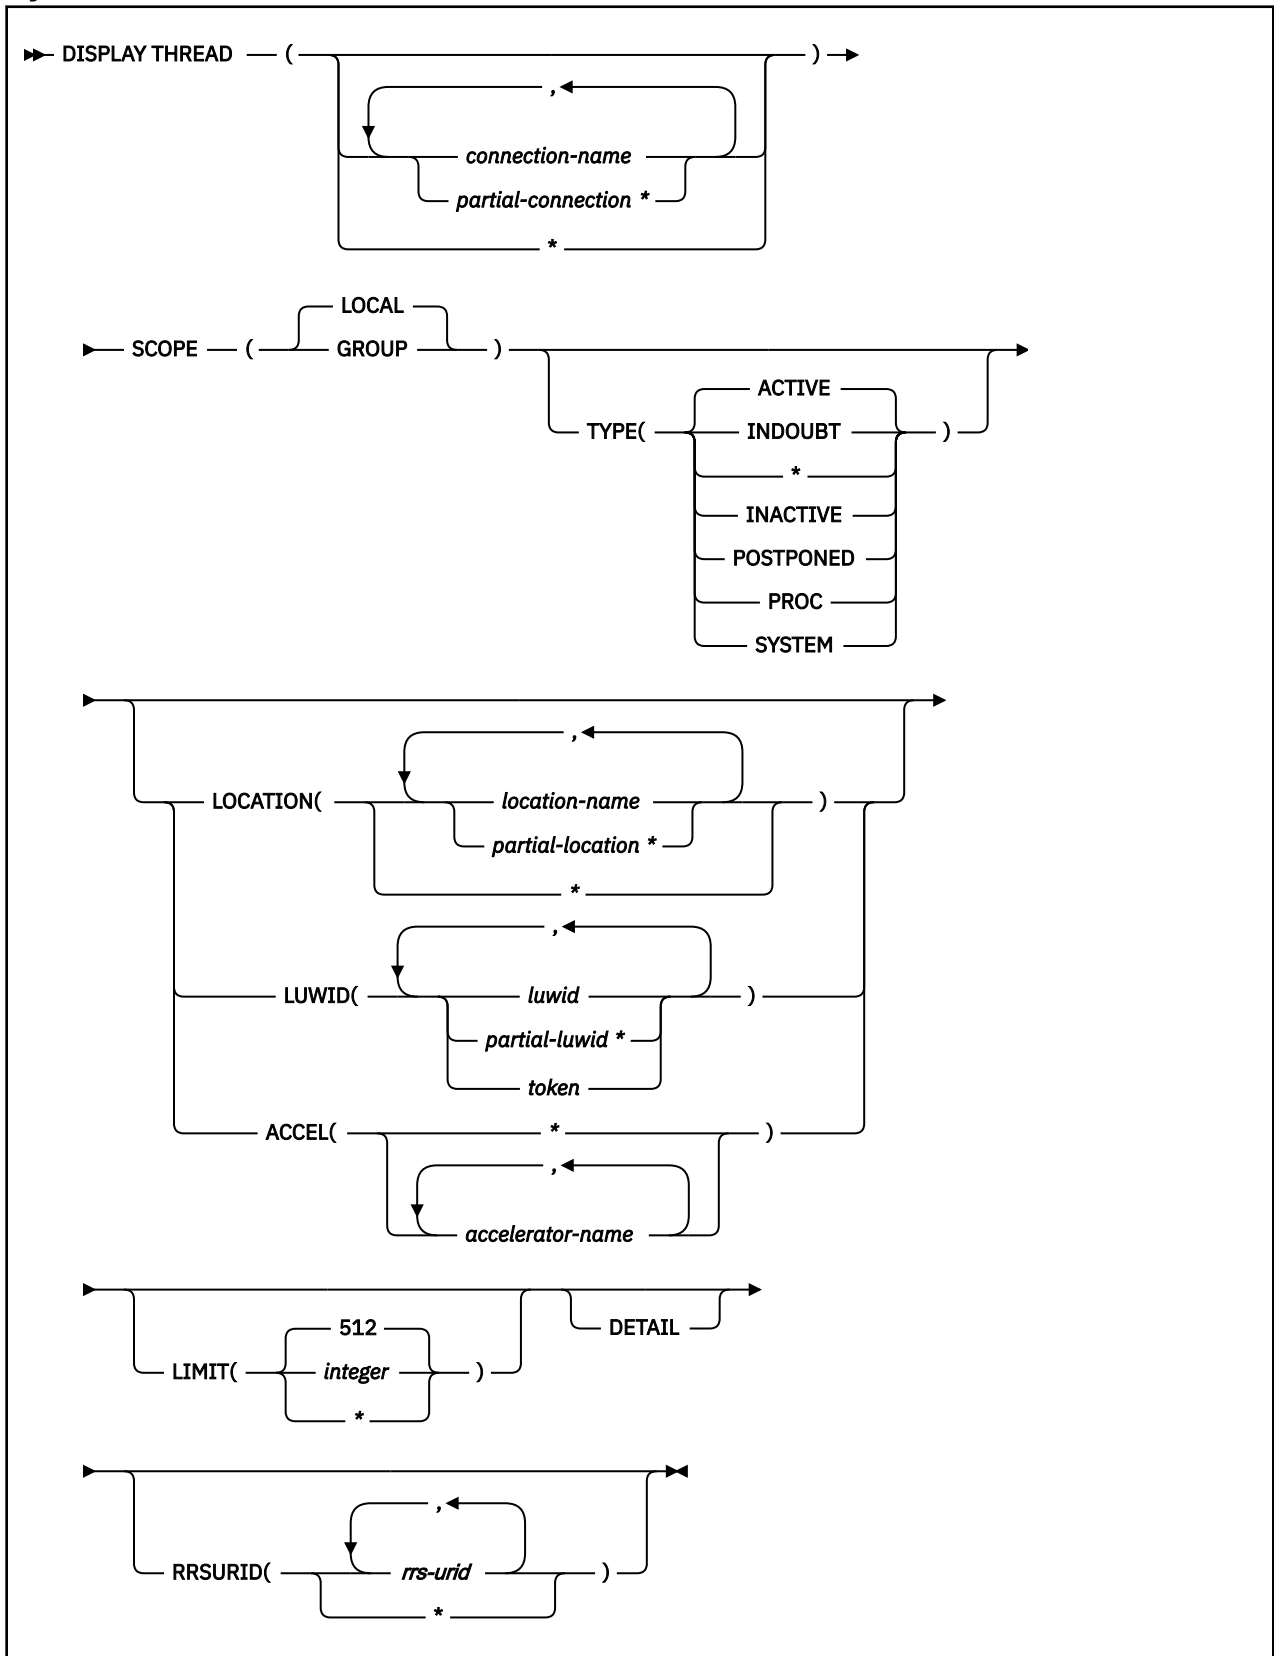 DISPLAY THREAD ( )
,
connection-name
partial-connection *
*
LOCAL
SCOPE ( GROUP )
ACTIVE
TYPE( INDOUBT )
*
INACTIVE
POSTPONED
PROC
SYSTEM
,
LOCATION( location-name )
partial-location *
*
,
LUWID( luwid )
partial-luwid *
token
ACCEL( * )
,
accelerator-name
512
DETAIL
LIMIT( integer )
*
,
RRSURID( rrs-urid )
*